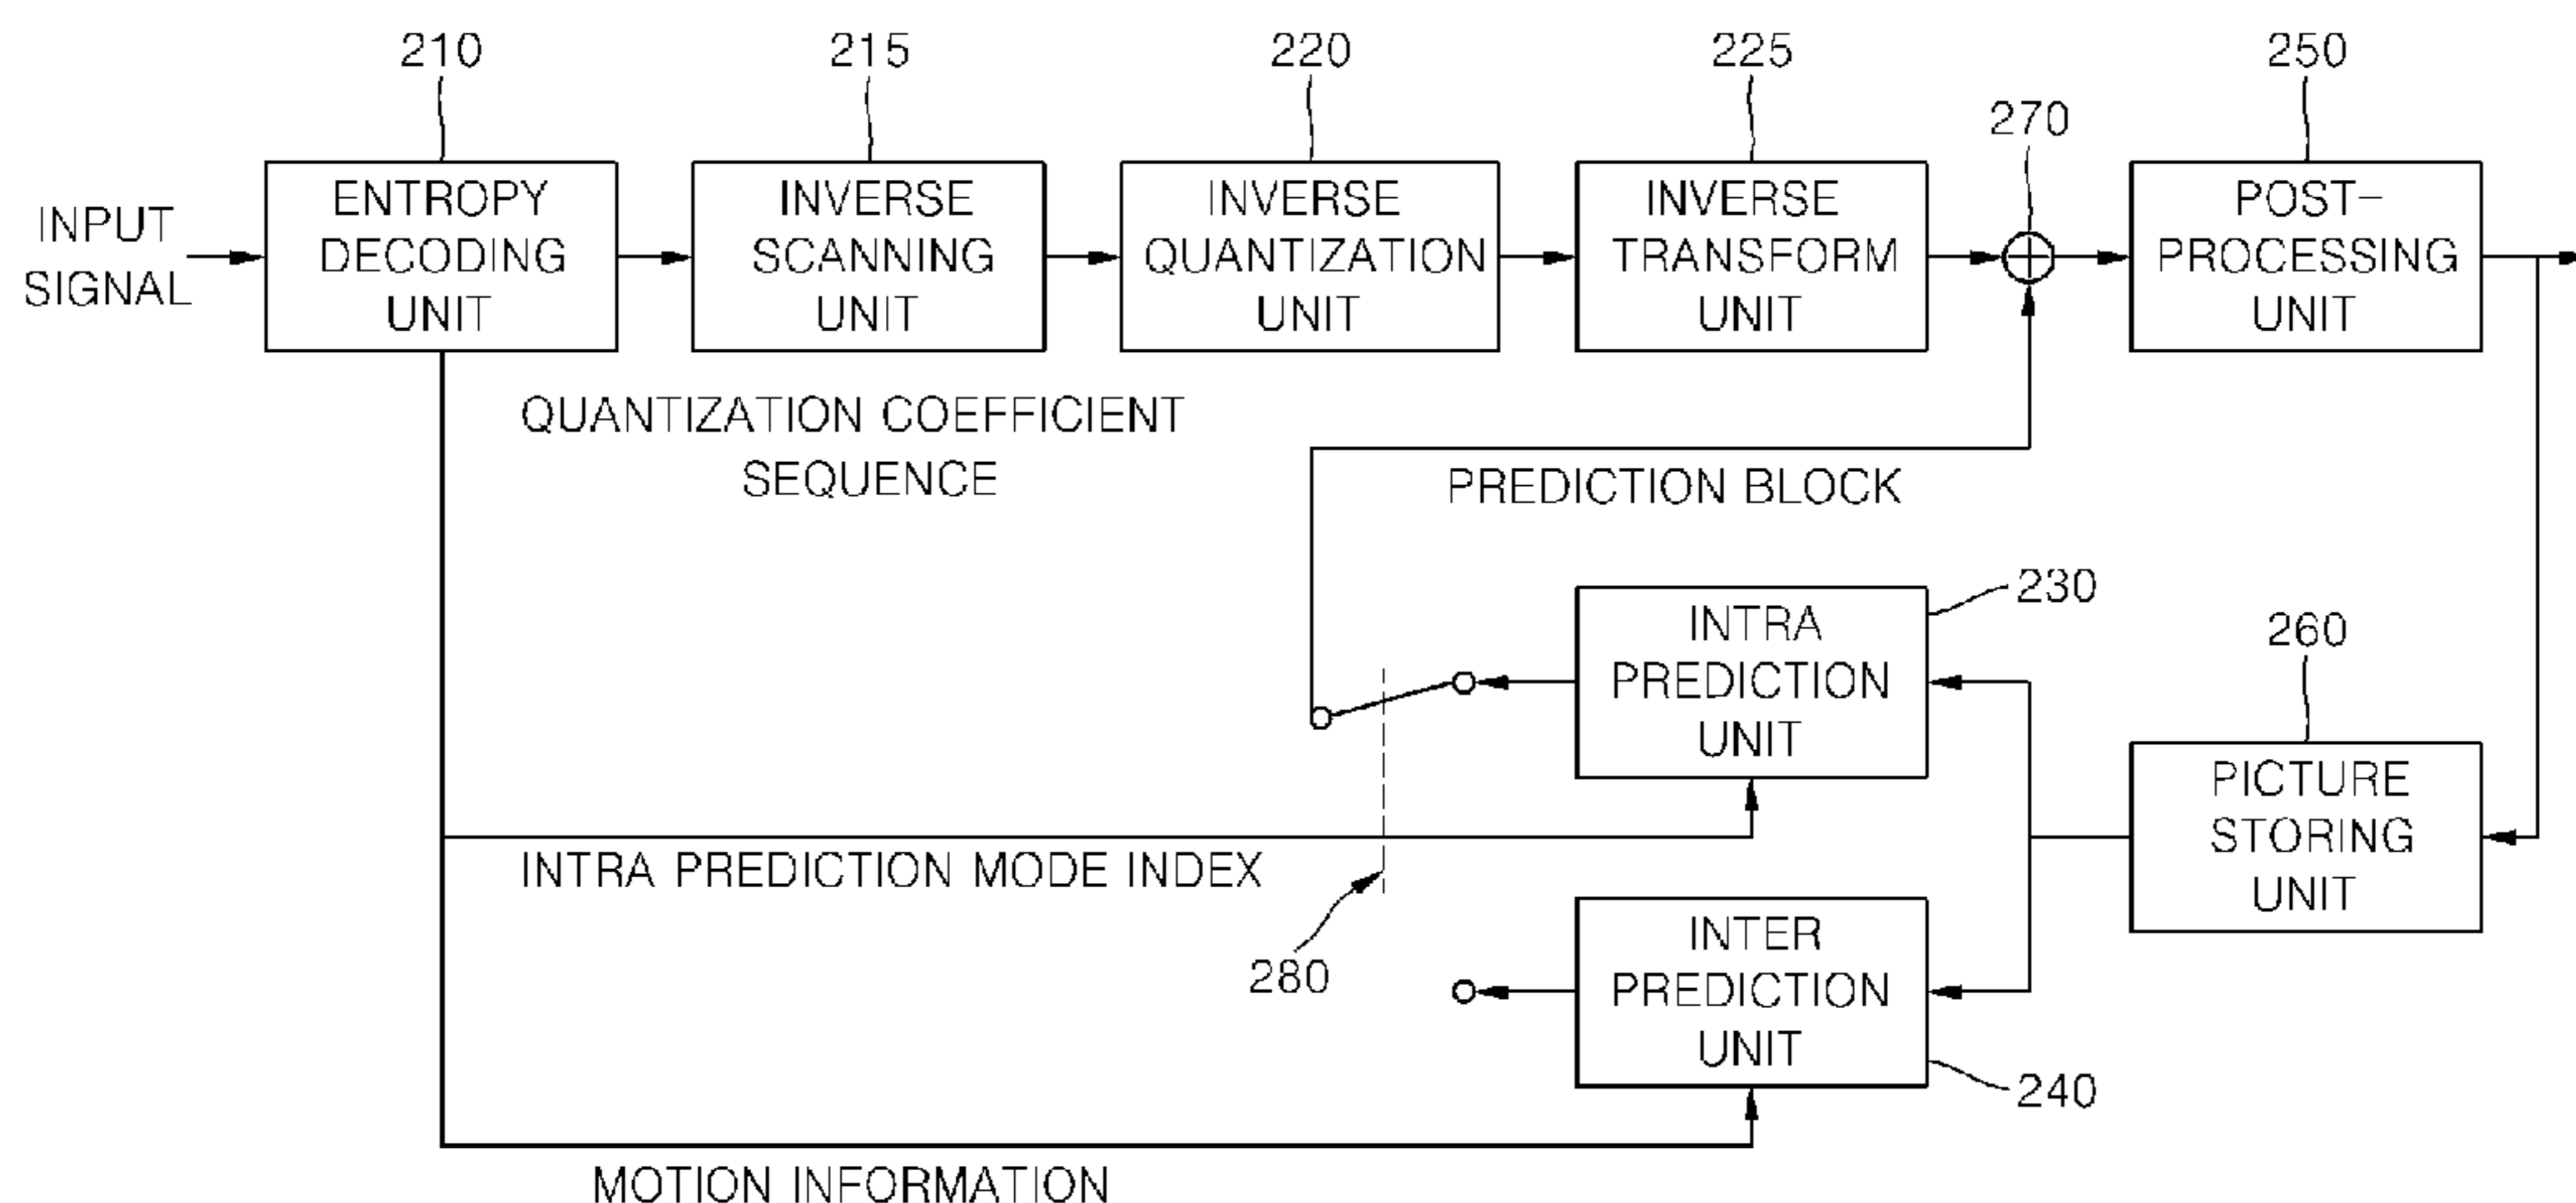 210
215
220
225
250
270
INPUT
SIGNAL
ENTROPY
DECODING
UNIT
INVERSE
SCANNING
UNIT
INVERSE
QUANTIZATION
UNIT
INVERSE
TRANSFORM
UNIT
POST-
PROCESSING
UNIT
QUANTIZATION COEFFICIENT
SEQUENCE
PREDICTION BLOCK
INTRA
PREDICTION
UNIT
230
260
PICTURE
STORING
UNIT
INTRA PREDICTION MODE INDEX
280
INTER
PREDICTION
UNIT
240
MOTION INFORMATION